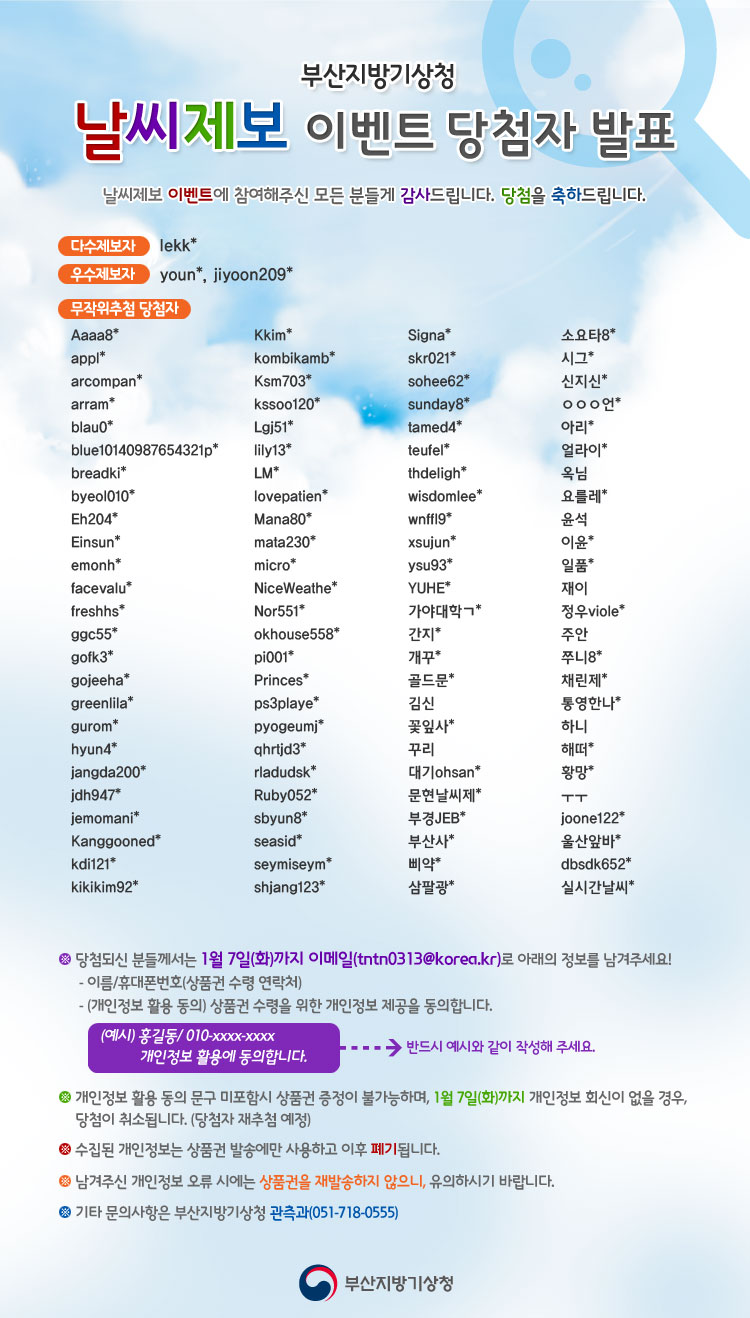 부산지방기상청
날씨제보 이벤트 당첨자 발표
날씨제보 이벤트에 참여해주신 모든 분들게 감사드립니다. 당첨을 축하드립니다.
다수제보자 lekk*
우수제보자 youn*, jiyoon209*
무작위추첨 당첨자
Aaaa8* Kkim* Signa* 소요타8*
appl* kombikamb* skr021* 시그*
arcompan* Ksm703* sohee62* 신지신*
arram* kssoo120* sunday8* ㅇㅇㅇ언*
blau0* Lgj51* tamed4* 아리*
blue10140987654321p* lily13* teufel* 얼라이*
breadki* LM* thdeligh* 옥님
byeol010* lovepatien* wisdomlee* 요를레*
Eh204* Mana80* wnffl9* 윤석
Einsun* mata230* xsujun* 이윤*
emonh* micro* ysu93* 일품*
facevalu* NiceWeathe* YUHE* 재이
freshhs* Nor551* 가야대학ㄱ* 정우viole*
ggc55* okhouse558* 간지* 주안
gofk3* pi001* 개꾸* 쭈니8*
gojeeha* Princes* 골드문* 채린제*
greenlila* ps3playe* 김신 통영한나*
gurom* pyogeumj* 꽃잎사* 하니
hyun4* qhrtjd3* 꾸리 해떠*
jangda200* rladudsk* 대기ohsan* 황망*
jdh947* Ruby052* 문현날씨제* ㅜㅜ
jemomani* sbyun8* 부경JEB* joone122*
Kanggooned* seasid* 부산사* 울산앞바*
kdi121* seymiseym* 삐약* dbsdk652*
kikikim92* shjang123* 삼팔광* 실시간날씨*
※ 당첨되신 분들께서는 1월 7일(화)까지 이메일(tntn0313@korea.kr)로 아래의 정보를 남겨주세요!
- 이름/휴대폰번호(상품권 수령 연락처)
- (개인정보 활용 동의) 상품권 수령을 위한 개인정보 제공을 동의합니다.
(예시) 홍길동/ 010-xxxx-xxxx
개인정보 활용에 동의합니다.
반드시 예시와 같이 작성해 주세요.
※ 개인정보 활용 동의 문구 미포함시 상품권 증정이 불가능하며, 1월 7일(화)까지 개인정보 회신이 없을 경우,
당첨이 취소됩니다. (당첨자 재추첨 예정)
※ 수집된 개인정보는 상품권 발송에만 사용하고 이후 폐기됩니다.
※ 남겨주신 개인정보 오류 시에는 상품권을 재발송하지 않으니, 유의하시기 바랍니다.
※ 기타 문의사항은 부산지방기상청 관측과(051-718-0555)
부산지방기상청